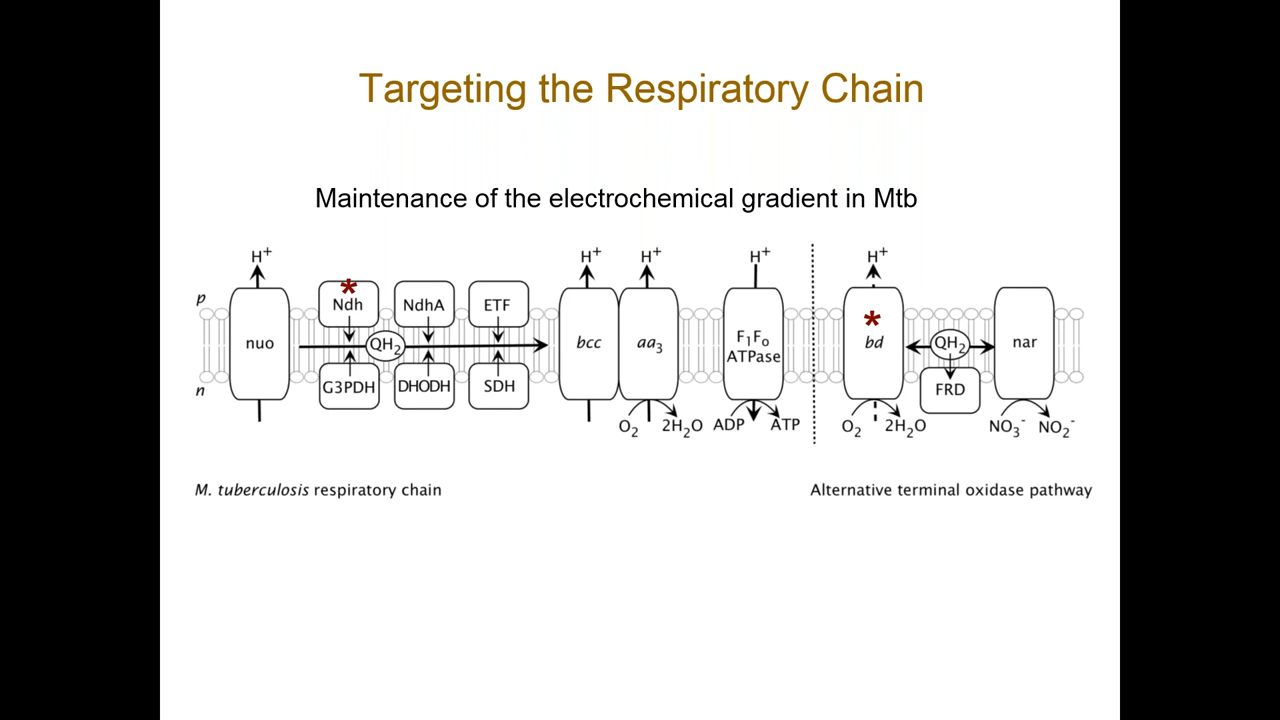 Targeting the Respiratory Chain
Maintenance of the electrochemical gradient in Mtb
H+ H+ H+ H+ H+
p
* Ndh NdhA ETF
nuo QH2 bcc aa3 F1Fo ATPase * bd QH2 nar
n
G3PDH DHODH SDH FRD
O2 2H2O ADP ATP O2 2H2O NO3- NO2-
M. tuberculosis respiratory chain Alternative terminal oxidase pathway